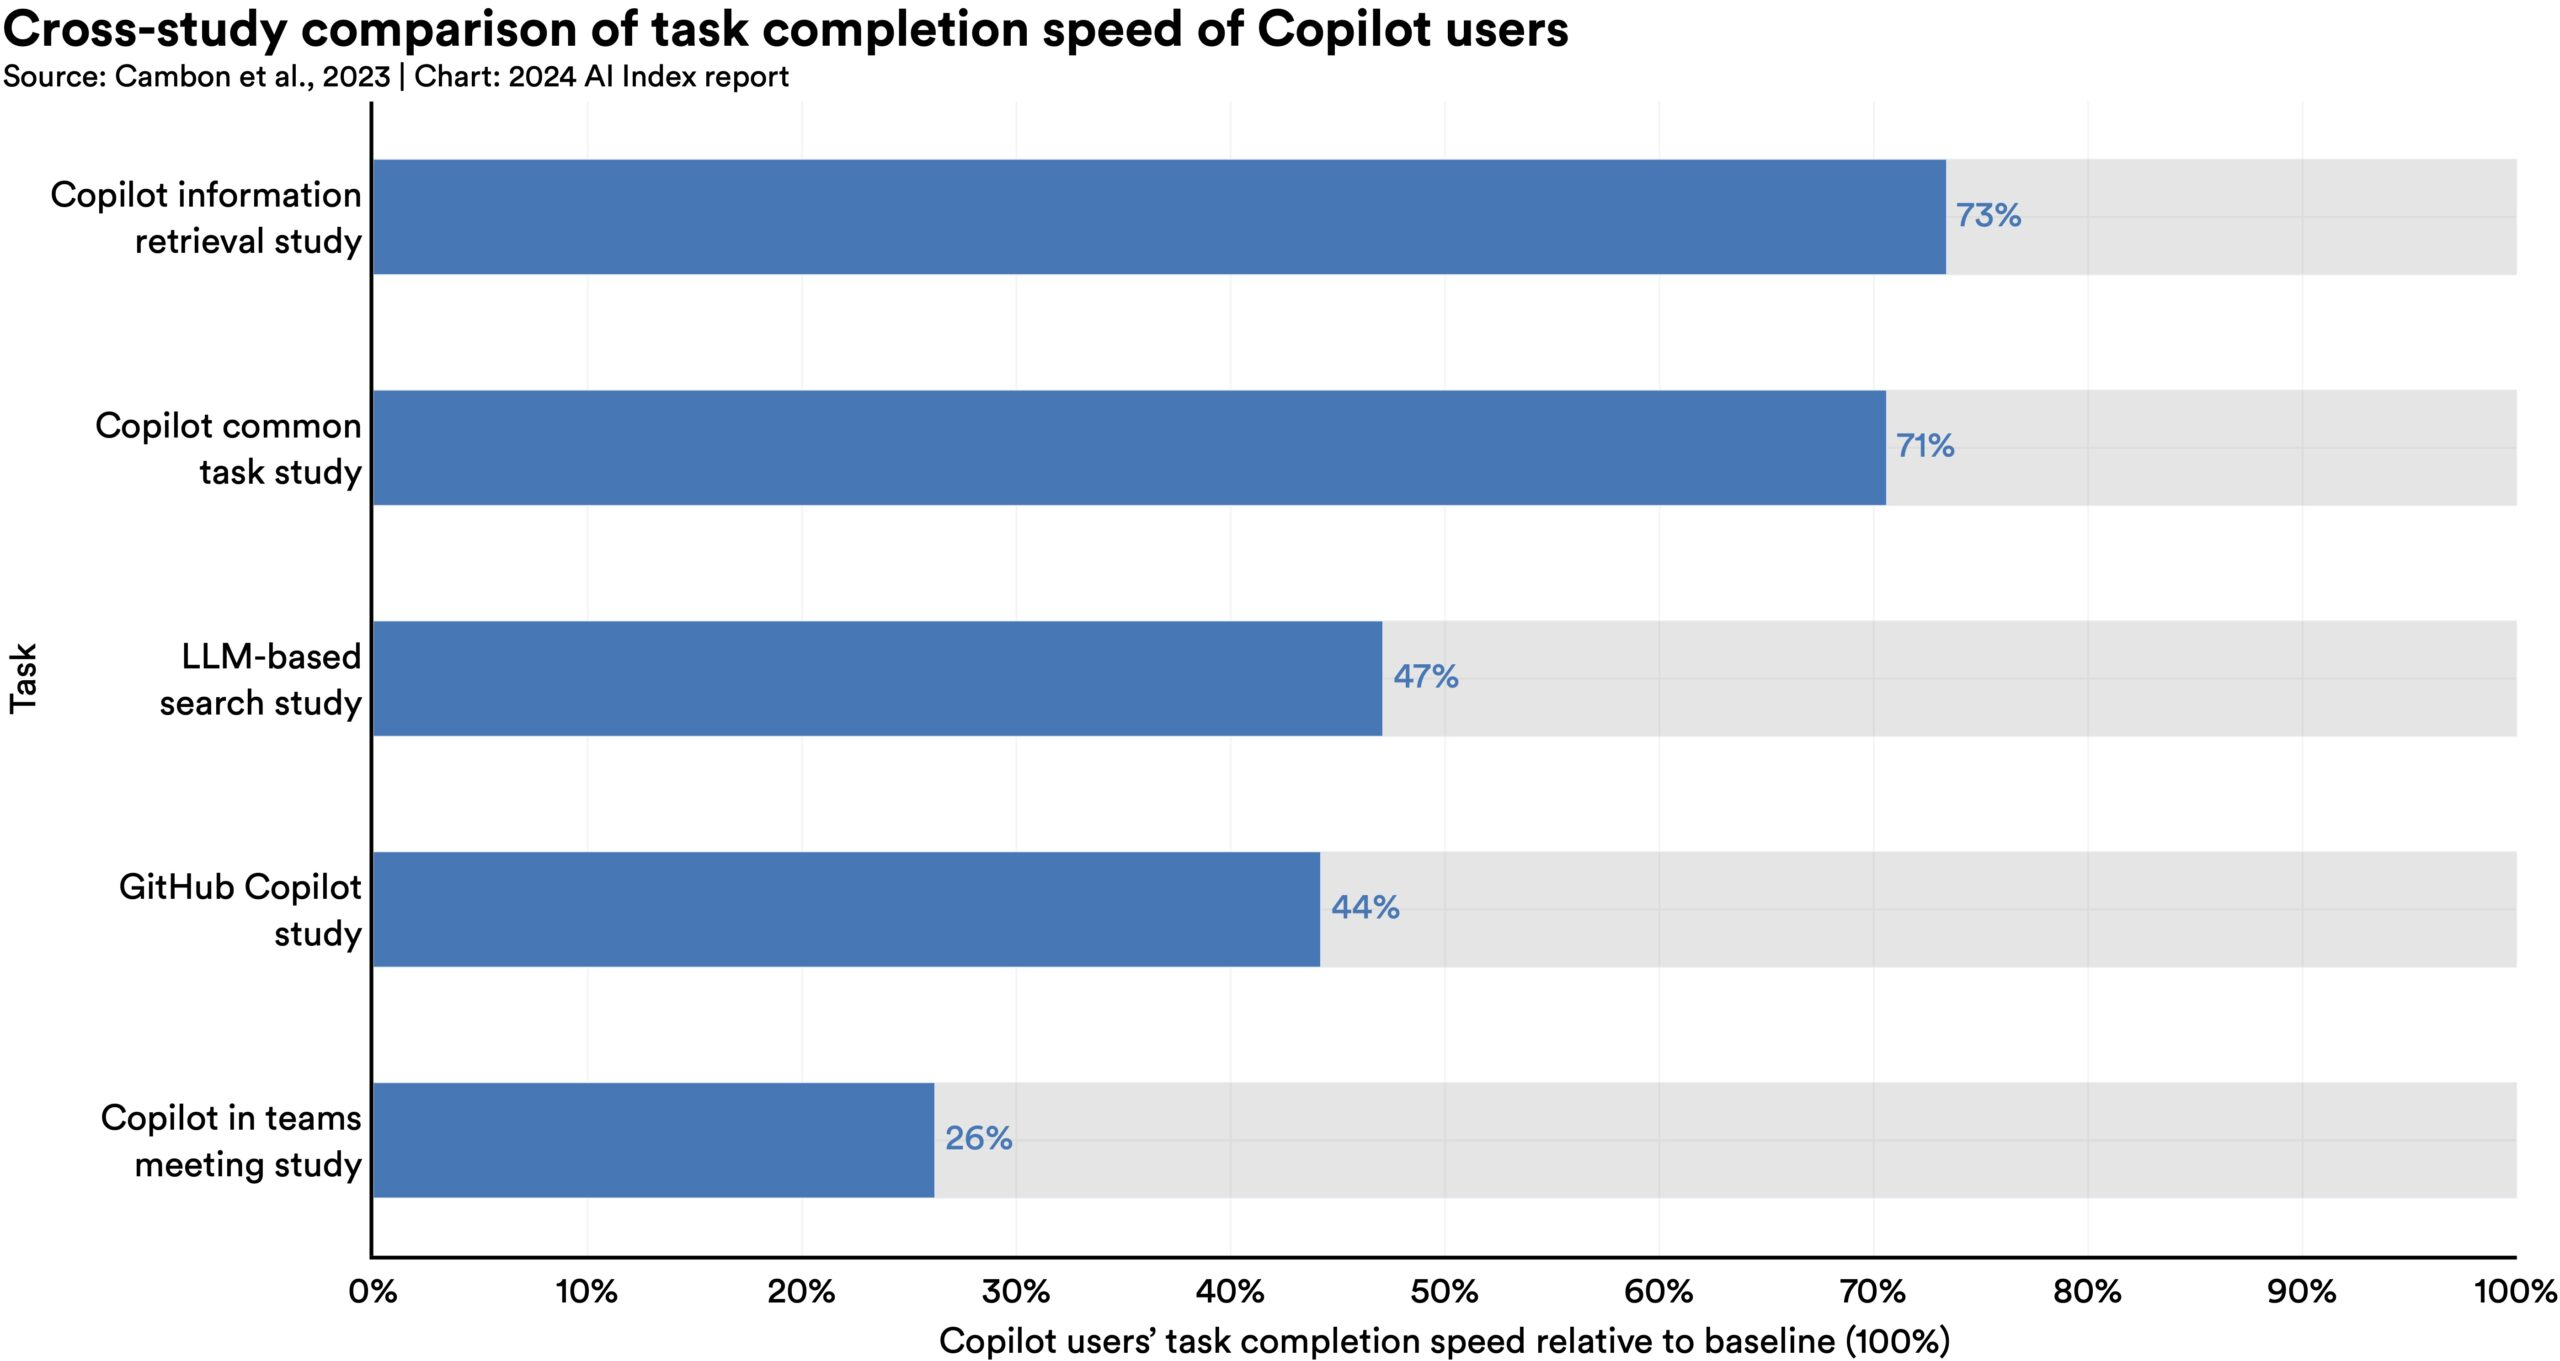 Cross-study comparison of task completion speed of Copilot users
Source: Cambon et al., 2023 | Chart: 2024 AI Index report
Task
Copilot information
retrieval study
73%
Copilot common
task study
71%
LLM-based
search study
47%
GitHub Copilot
study
44%
Copilot in teams
meeting study
26%
0% 10% 20% 30% 40% 50% 60% 70% 80% 90% 100%
Copilot users’ task completion speed relative to baseline (100%)